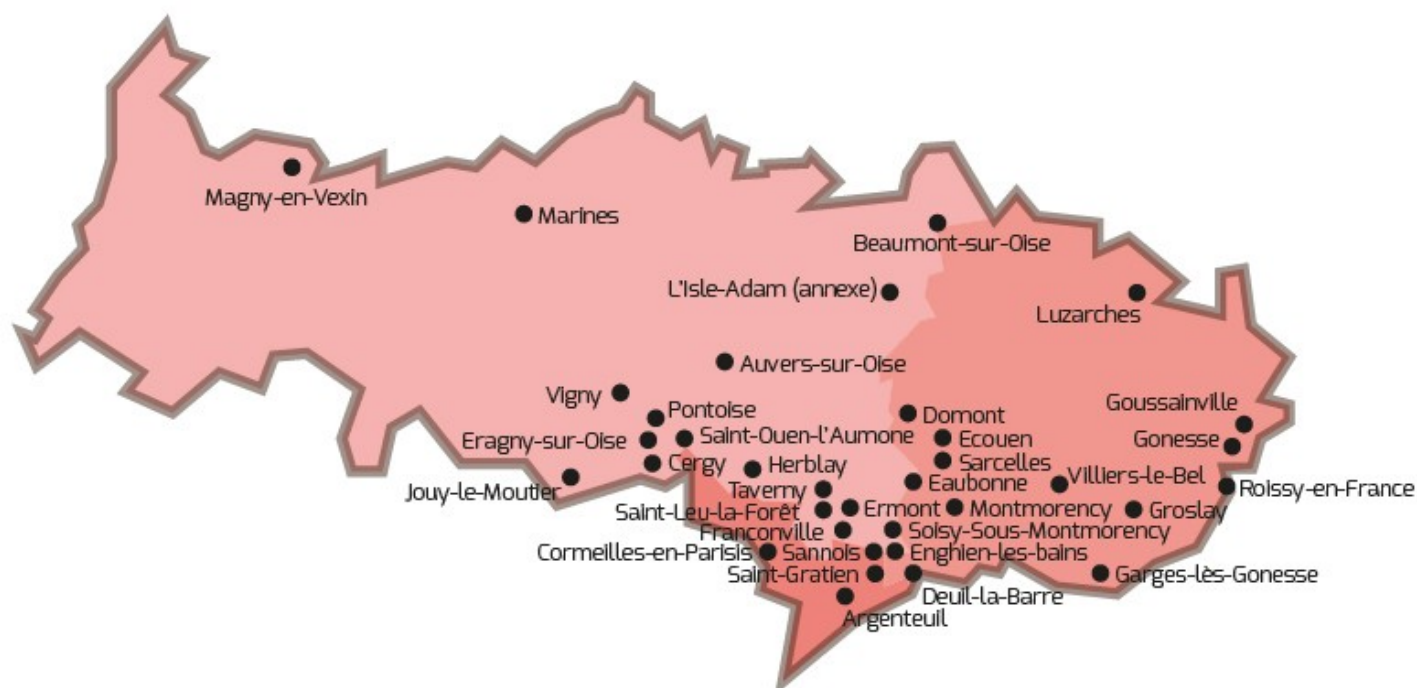 Magny-en-Vexin
Marines
Beaumont-sur-Oise
L'Isle-Adam (annexe)
Luzarches
Auvers-sur-Oise
Vigny
Pontoise
Goussainville
Domont
Eragny-sur-Oise
Saint-Ouen-l'Aumone
Ecouen
Gonesse
Cergy
Herblay
Sarcelles
Jouy-le-Moutier
Taverny
Eaubonne
Villiers-le-Bel
Roissy-en-France
Saint-Leu-la-Forêt
Ermont
Montmorency
Groslay
Franconville
Soisy-Sous-Montmorency
Cormeilles-en-Parisis
Sannois
Enghien-les-bains
Saint-Gratien
Garges-lès-Gonesse
Deuil-la-Barre
Argenteuil